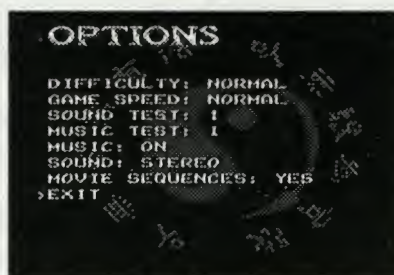 OPTIONS
DIFFICULTY: NORMAL
GAME SPEED: NORMAL
SOUND TEST: 1
MUSIC TEST: 1
MUSIC: ON
SOUND: STEREO
MOVIE SEQUENCES: YES
>EXIT